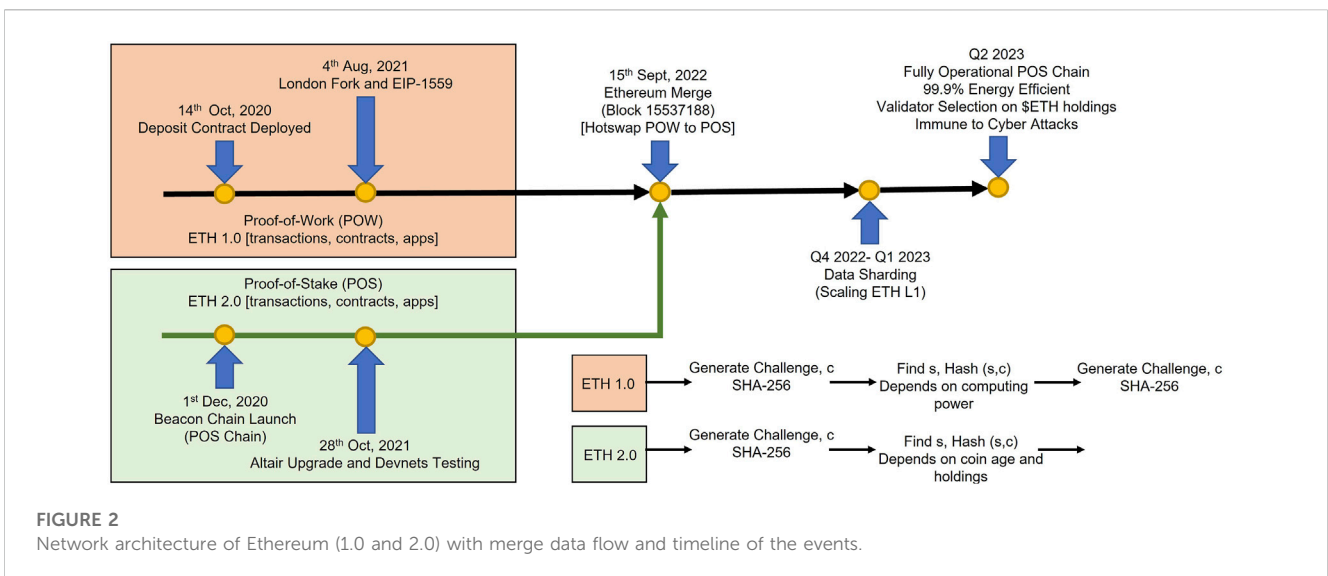 14th Oct, 2020
Deposit Contract Deployed
4th Aug, 2021
London Fork and EIP-1559
15th Sept, 2022
Ethereum Merge
(Block 15537188)
[Hotswap POW to POS]
Q2 2023
Fully Operational POS Chain
99.9% Energy Efficient
Validator Selection on $ETH holdings
Immune to Cyber Attacks
Proof-of-Work (POW)
ETH 1.0 [transactions, contracts, apps]
Q4 2022- Q1 2023
Data Sharding
(Scaling ETH L1)
Proof-of-Stake (POS)
ETH 2.0 [transactions, contracts, apps]
1st Dec, 2020
Beacon Chain Launch
(POS Chain)
28th Oct, 2021
Altair Upgrade and Devnets Testing
ETH 1.0
Generate Challenge, c
SHA-256
Find s, Hash (s,c)
Depends on computing
power
Generate Challenge, c
SHA-256
ETH 2.0
Generate Challenge, c
SHA-256
Find s, Hash (s,c)
Depends on coin age and
holdings
FIGURE 2
Network architecture of Ethereum (1.0 and 2.0) with merge data flow and timeline of the events.